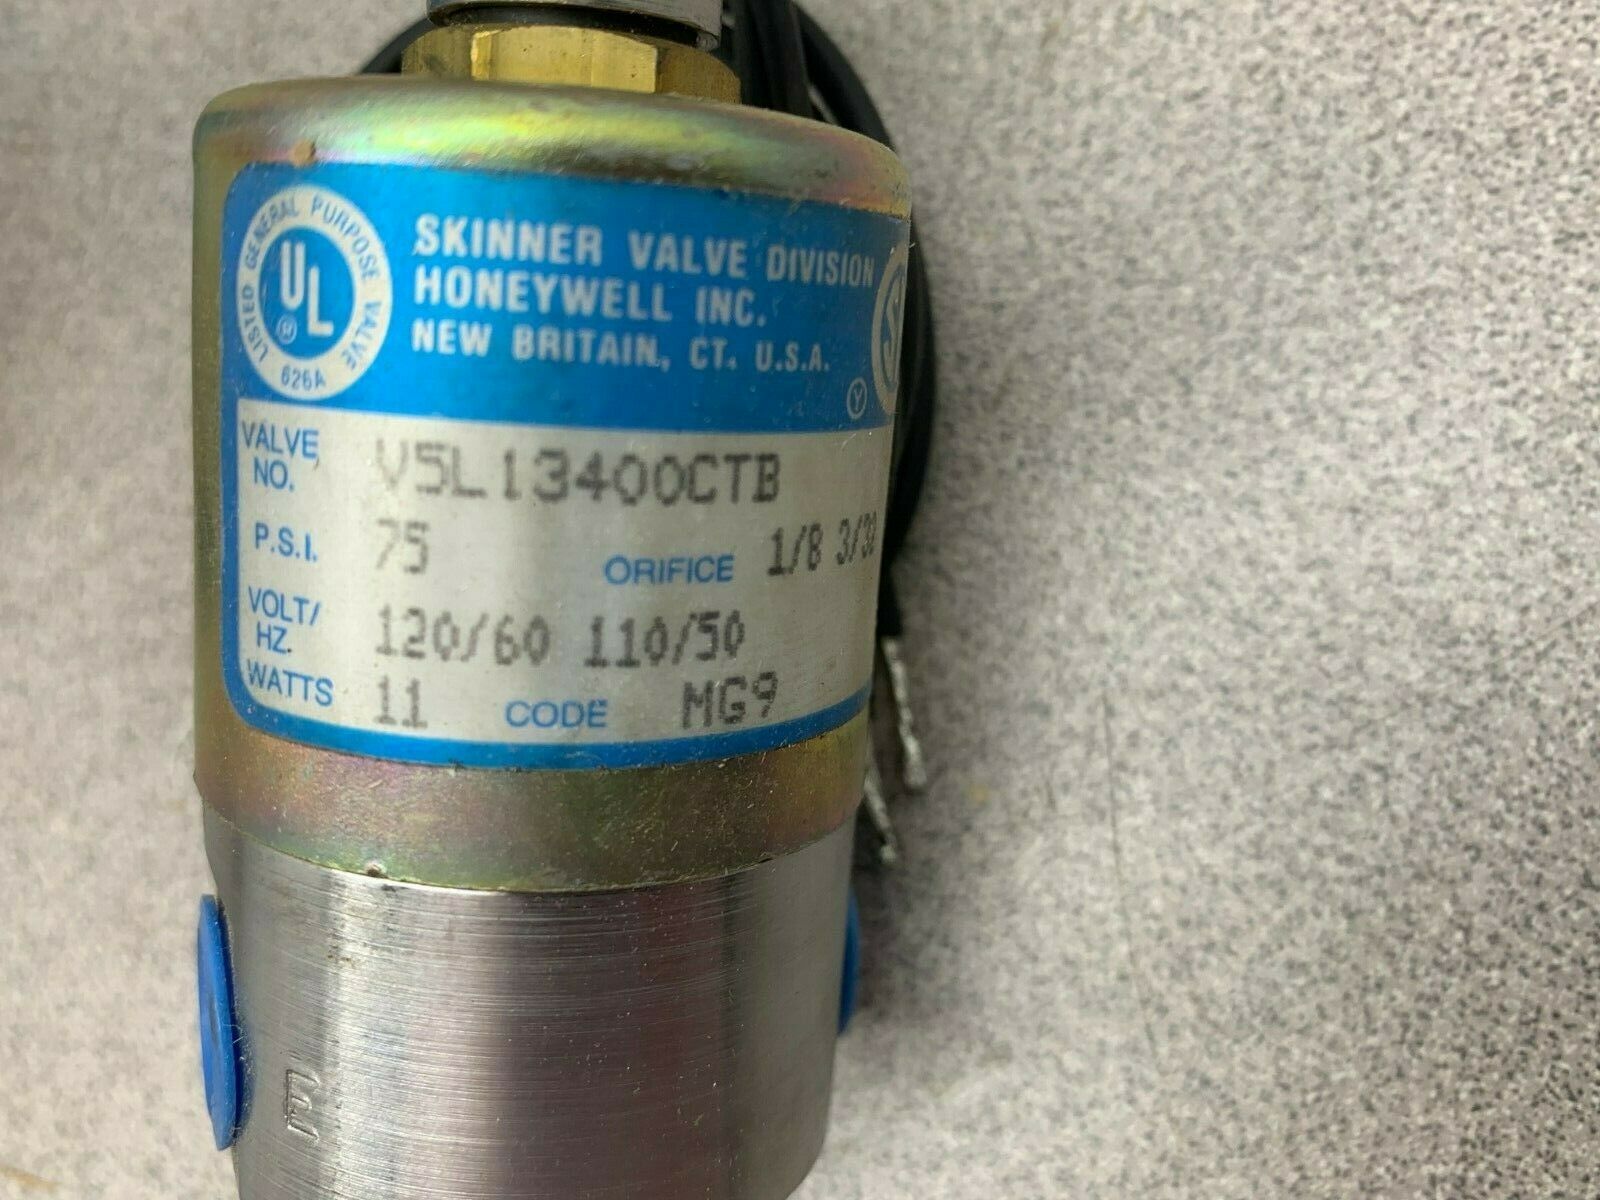 LISTED GENERAL PURPOSE VALVE
UL
®
626A
SKINNER VALVE DIVISION
HONEYWELL INC.
NEW BRITAIN, CT. U.S.A.
Y
VALVE NO. V5L13400CTB
P.S.I. 75 ORIFICE 1/8 3/32
VOLT/HZ. 120/60 110/50
WATTS 11 CODE MG9
E